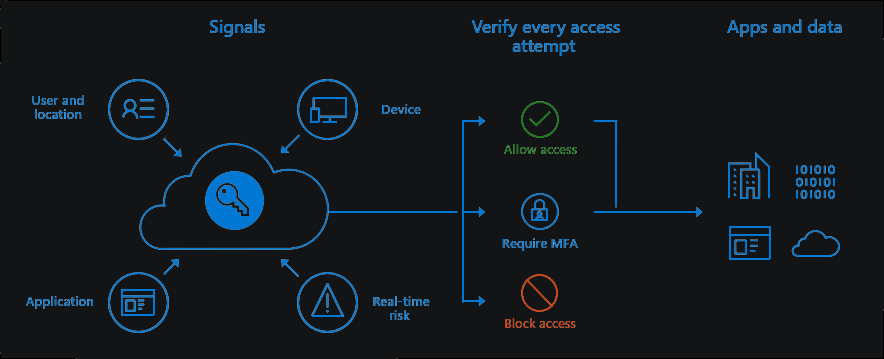 Signals
Verify every access
attempt
Apps and data
User and
location
Device
Allow access
101010
010101
101010
Require MFA
Application
Real-time
risk
Block access